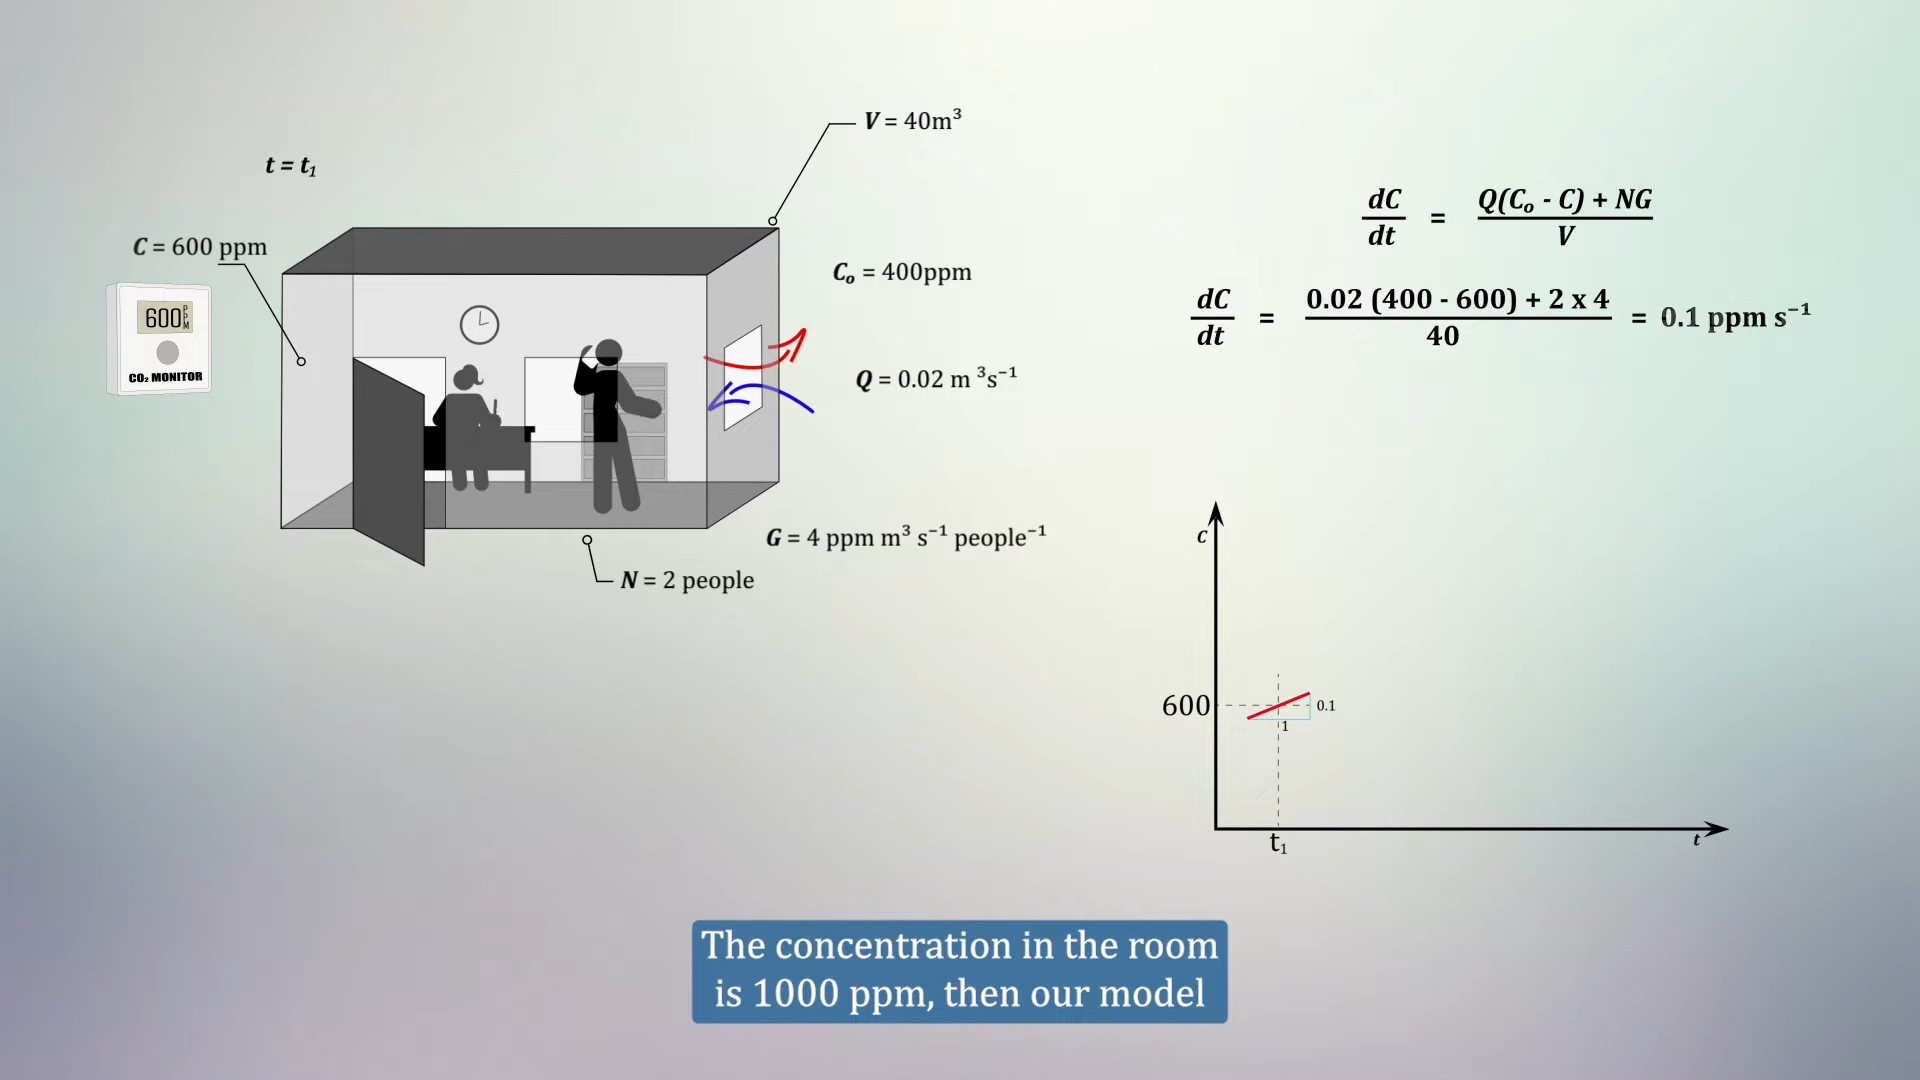 V = 40m³
t = t₁
C = 600 ppm
600 PPM
CO₂ MONITOR
Cₒ = 400ppm
Q = 0.02 m ³s⁻¹
G = 4 ppm m³ s⁻¹ people⁻¹
N = 2 people
dC/dt = Q(Cₒ - C) + NG / V
dC/dt = 0.02 (400 - 600) + 2 x 4 / 40 = 0.1 ppm s⁻¹
C
600
0.1
1
t₁
t
The concentration in the room
is 1000 ppm, then our model